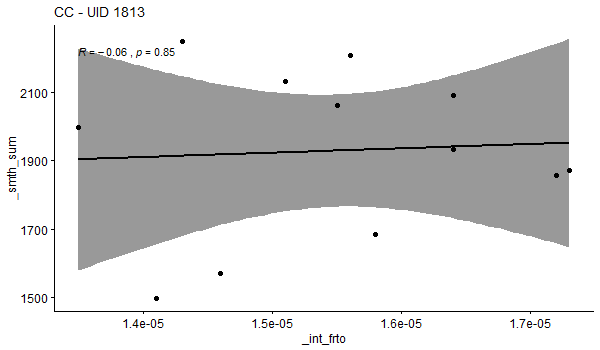 CC - UID 1813
R = − 0.06 , p = 0.85
2100
1900
1700
1500
_smth_sum
1.4e-05 1.5e-05 1.6e-05 1.7e-05
_int_frto